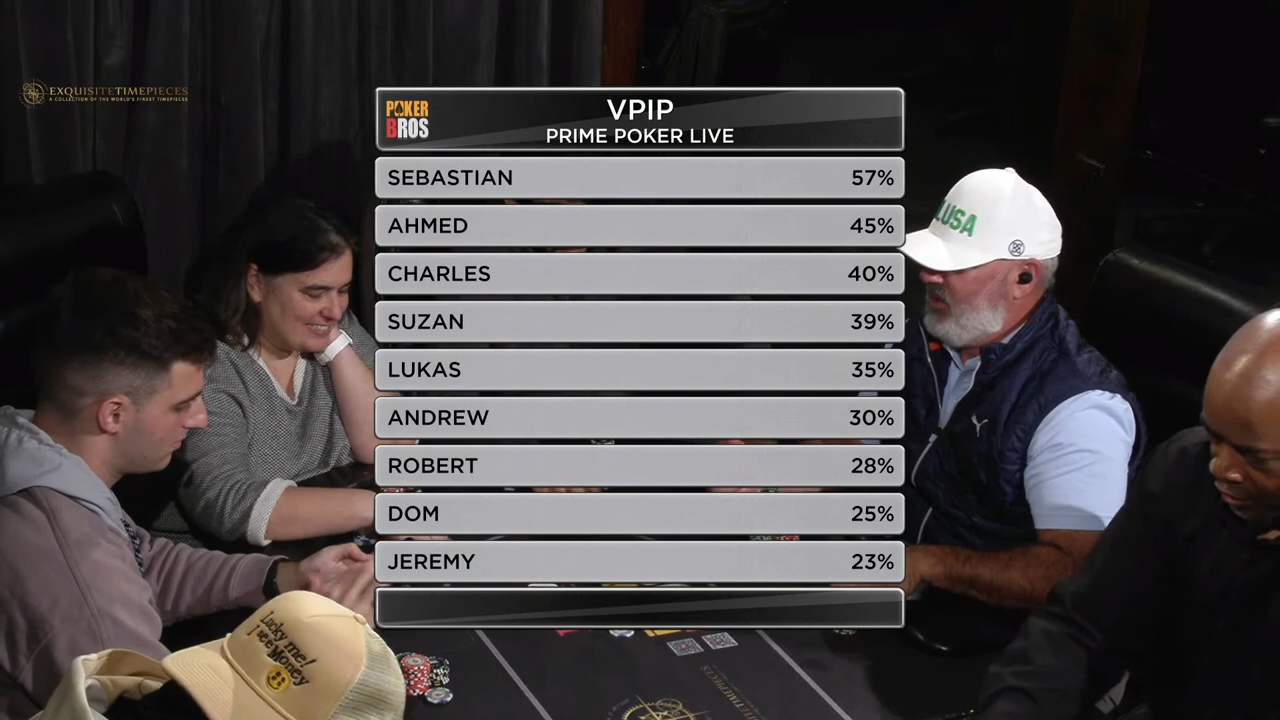 EXQUISITETIMEPIECES
A COLLECTION OF THE WORLD'S FINEST TIMEPIECES
POKER
BROS
VPIP
PRIME POKER LIVE
SEBASTIAN 57%
AHMED 45%
CHARLES 40%
SUZAN 39%
LUKAS 35%
ANDREW 30%
ROBERT 28%
DOM 25%
JEREMY 23%
USA
Lucky me!
I see Money